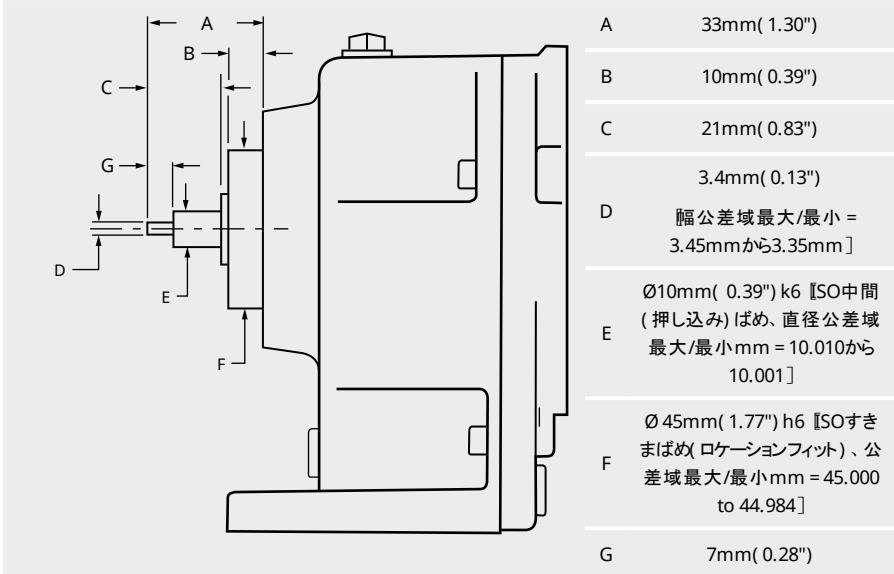 A
B
C
G
D
E
F
A 33mm( 1.30")
B 10mm( 0.39")
C 21mm( 0.83")
D 3.4mm( 0.13")
［幅公差域最大/最小 =
3.45mmから3.35mm］
E Ø10mm( 0.39") k6［ISO中間
( 押し込み) ばめ、直径公差域
最大/最小mm = 10.010から
10.001］
F Ø 45mm( 1.77") h6［ISOすき
まばめ( ロケーションフィット) 、公
差域最大/最小mm = 45.000
to 44.984］
G 7mm( 0.28")